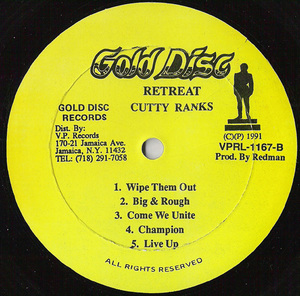 Gold Disc
RETREAT
CUTTY RANKS
GOLD DISC
RECORDS
Dist. By:
V.P. Records
170-21 Jamaica Ave.
Jamaica, N.Y. 11432
TEL: (718) 291-7058
(C)(P) 1991
VPRL-1167-B
Prod. By Redman
1. Wipe Them Out
2. Big & Rough
3. Come We Unite
4. Champion
5. Live Up
ALL RIGHTS RESERVED